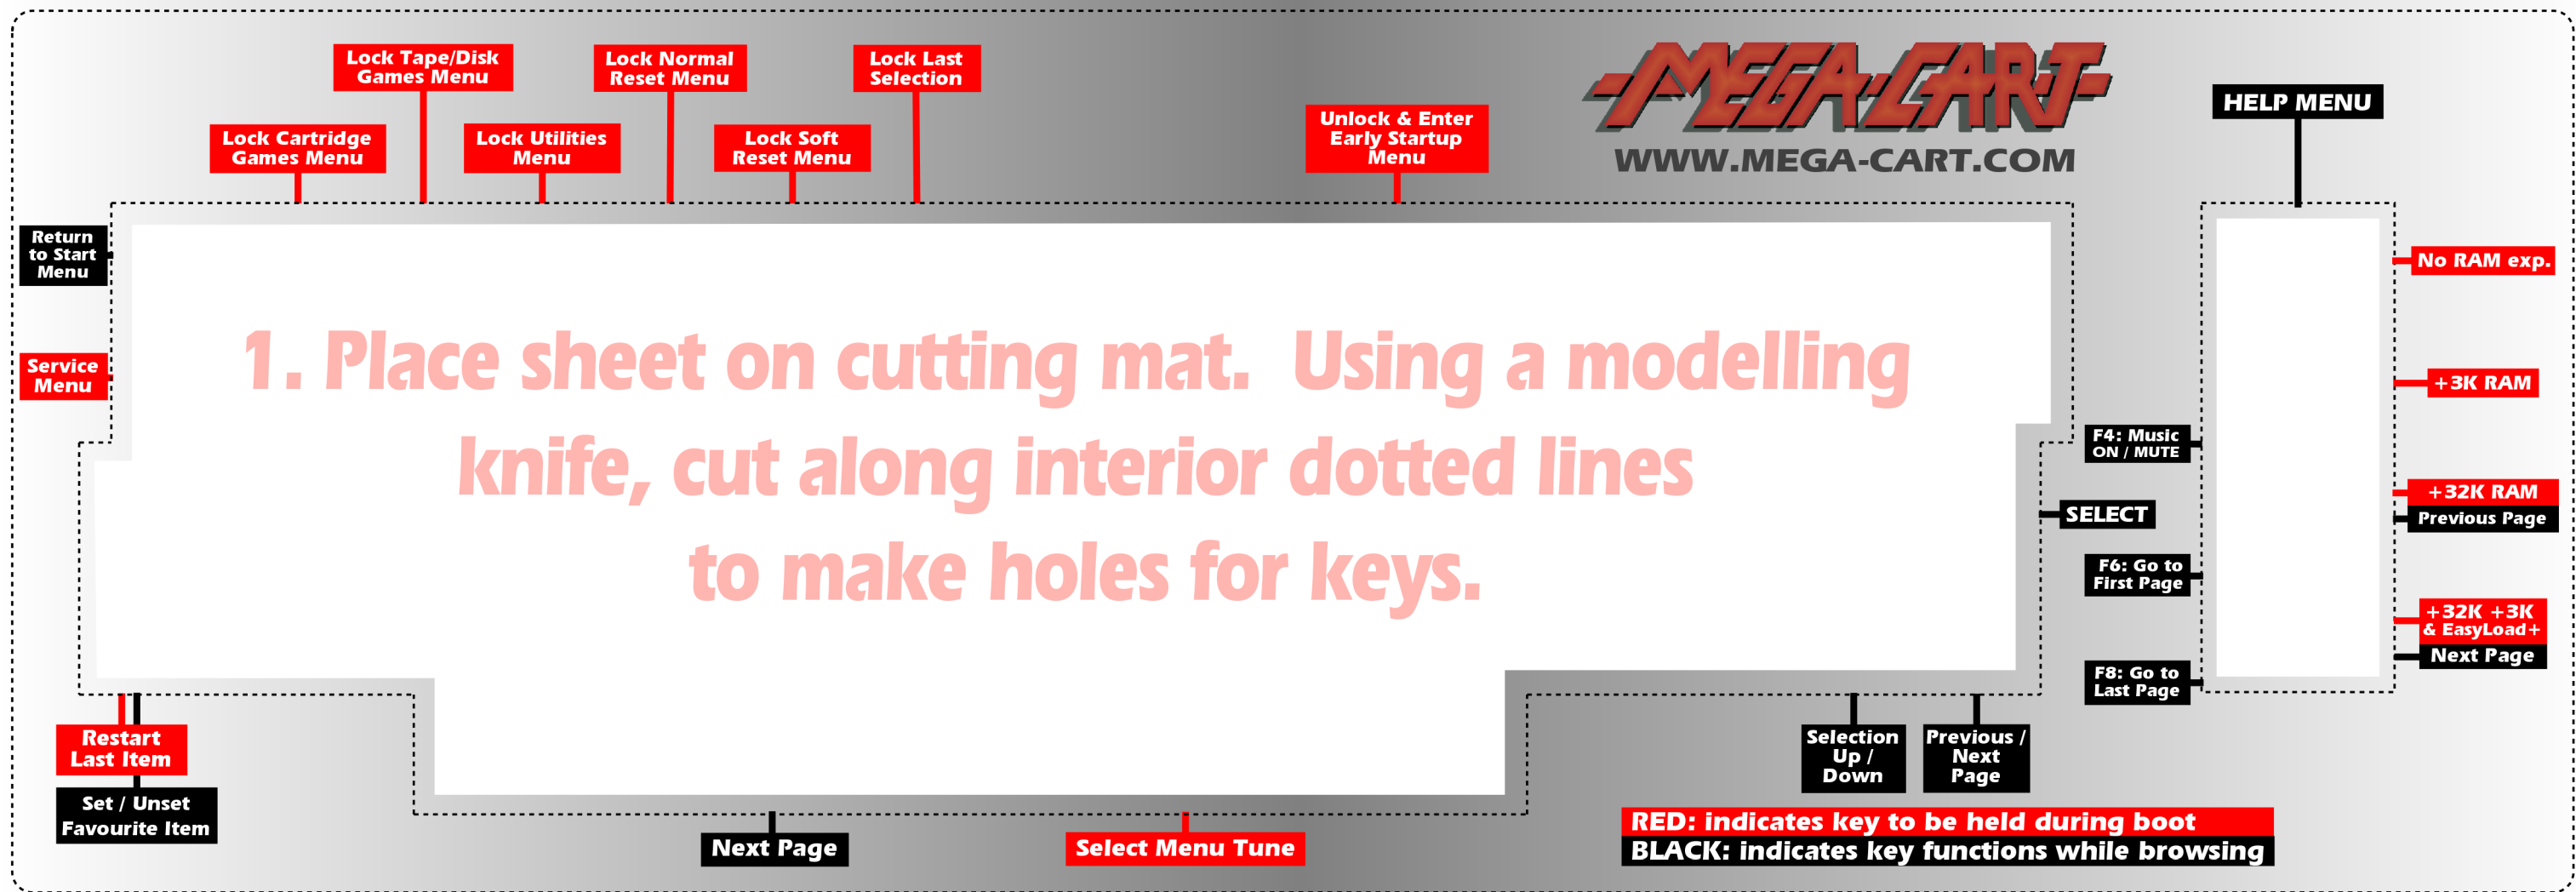 Lock Tape/Disk
Games Menu
Lock Normal
Reset Menu
Lock Last
Selection
MEGA-CART
HELP MENU
Lock Cartridge
Games Menu
Lock Utilities
Menu
Lock Soft
Reset Menu
Unlock & Enter
Early Startup
Menu
WWW.MEGA-CART.COM
Return
to Start
Menu
No RAM exp.
Service
Menu
1. Place sheet on cutting mat.  Using a modelling
knife, cut along interior dotted lines
to make holes for keys.
+3K RAM
F4: Music
ON / MUTE
+32K RAM
Previous Page
SELECT
F6: Go to
First Page
+32K +3K
& EasyLoad+
Next Page
F8: Go to
Last Page
Restart
Last Item
Set / Unset
Favourite Item
Selection
Up /
Down
Previous /
Next
Page
Next Page
Select Menu Tune
RED: indicates key to be held during boot
BLACK: indicates key functions while browsing